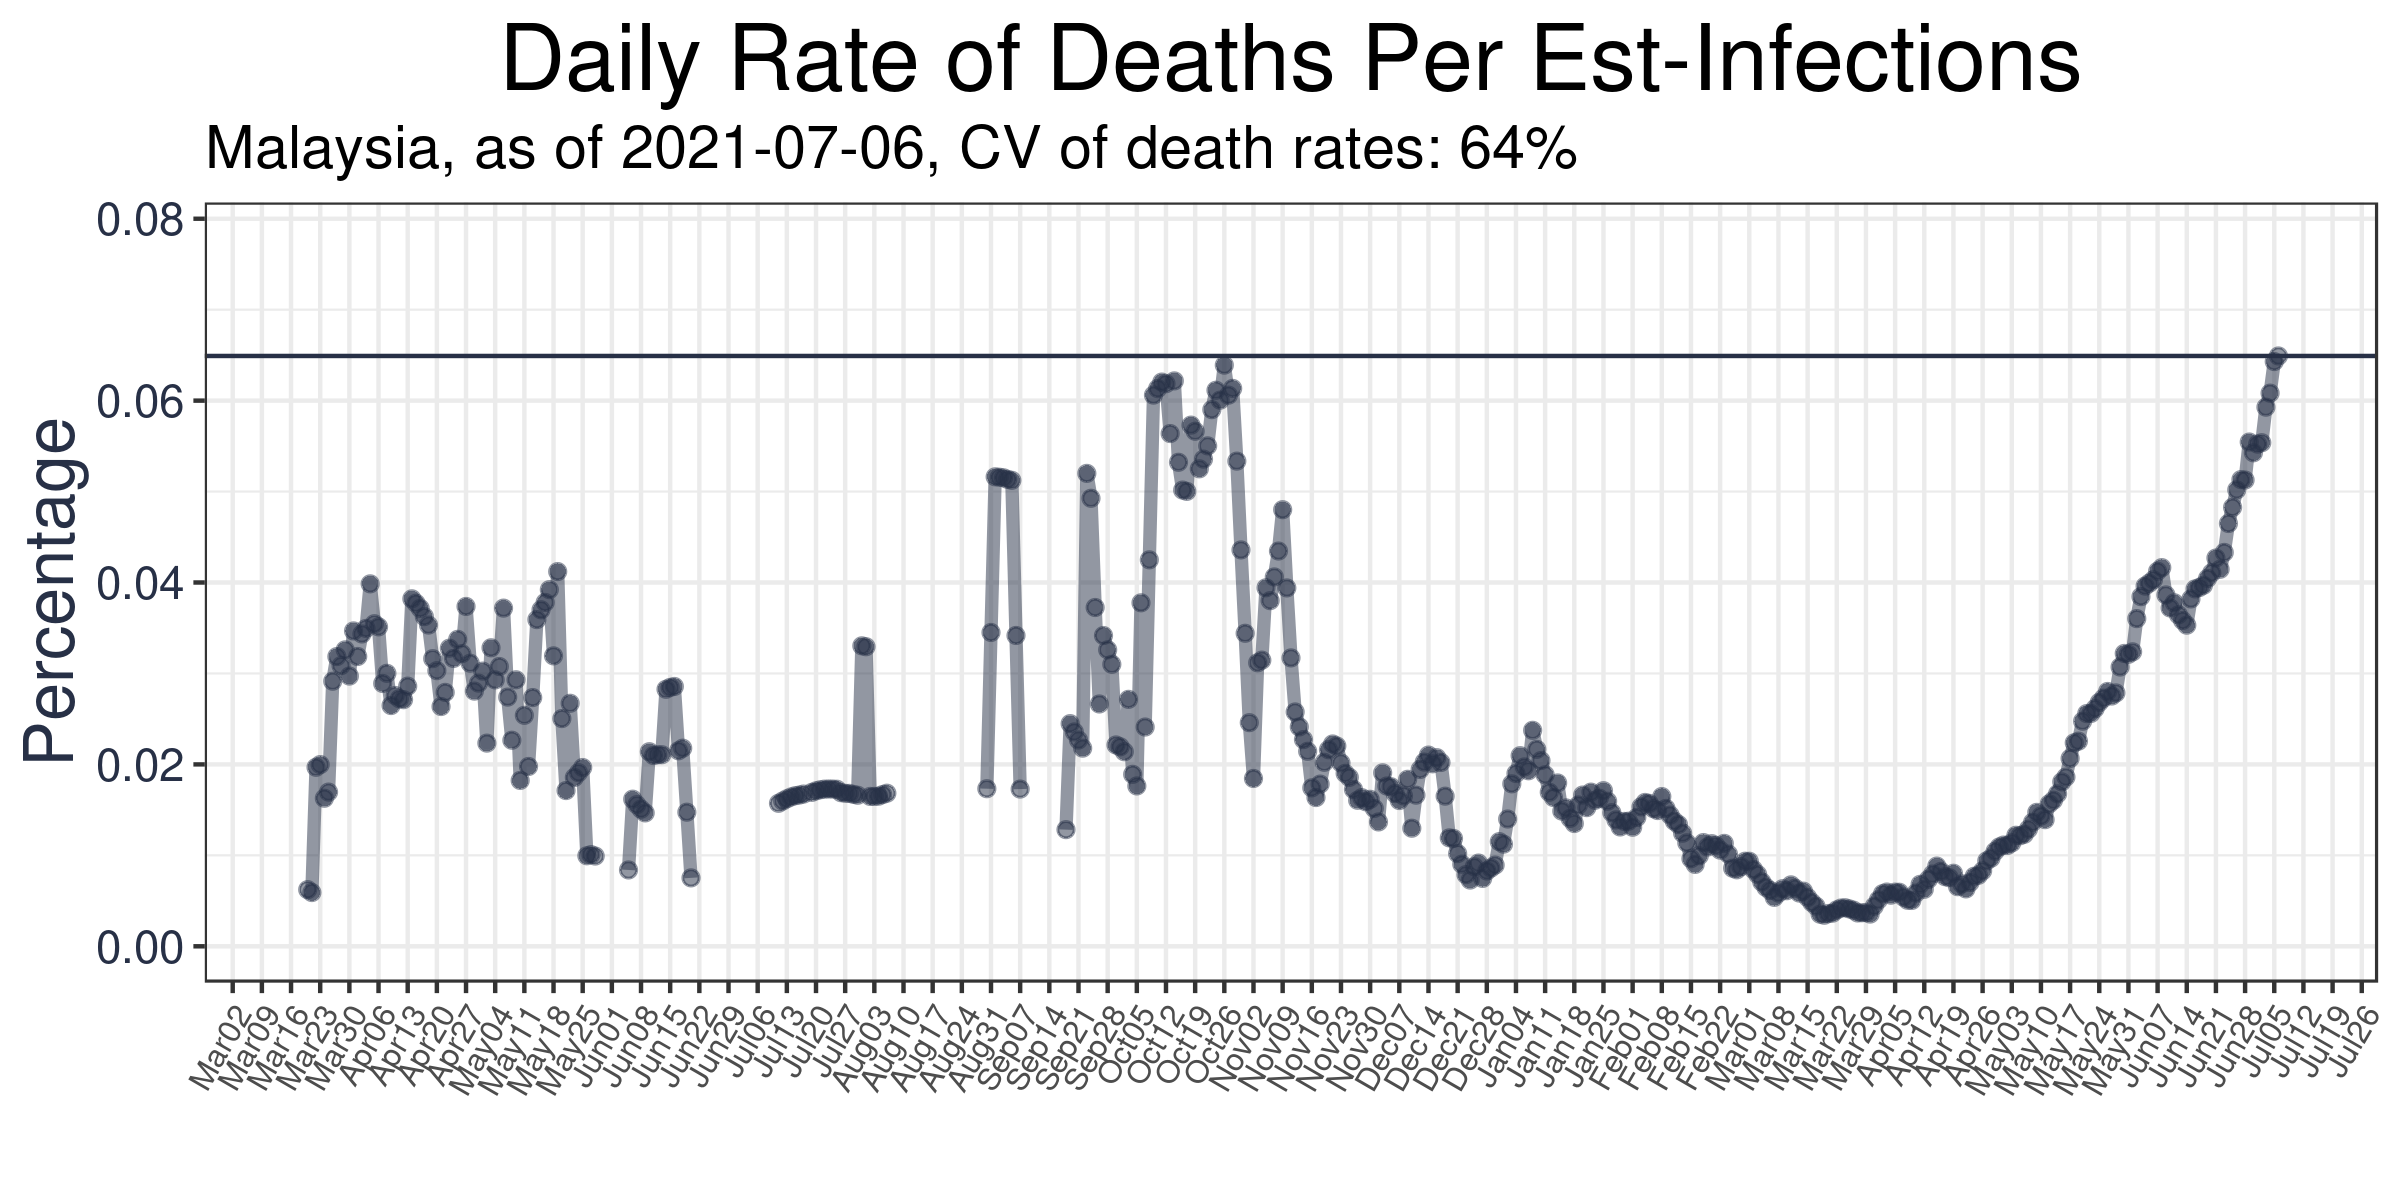 Daily Rate of Deaths Per Est-Infections
Malaysia, as of 2021-07-06, CV of death rates: 64%
Percentage
0.08
0.06
0.04
0.02
0.00
Mar02
Mar09
Mar16
Mar23
Mar30
Apr06
Apr13
Apr20
Apr27
May04
May11
May18
May25
Jun01
Jun08
Jun15
Jun22
Jun29
Jul06
Jul13
Jul20
Jul27
Aug03
Aug10
Aug17
Aug24
Aug31
Sep07
Sep14
Sep21
Sep28
Oct05
Oct12
Oct19
Oct26
Nov02
Nov09
Nov16
Nov23
Nov30
Dec07
Dec14
Dec21
Dec28
Jan04
Jan11
Jan18
Jan25
Feb01
Feb08
Feb15
Feb22
Mar01
Mar08
Mar15
Mar22
Mar29
Apr05
Apr12
Apr19
Apr26
May03
May10
May17
May24
May31
Jun07
Jun14
Jun21
Jun28
Jul05
Jul12
Jul19
Jul26